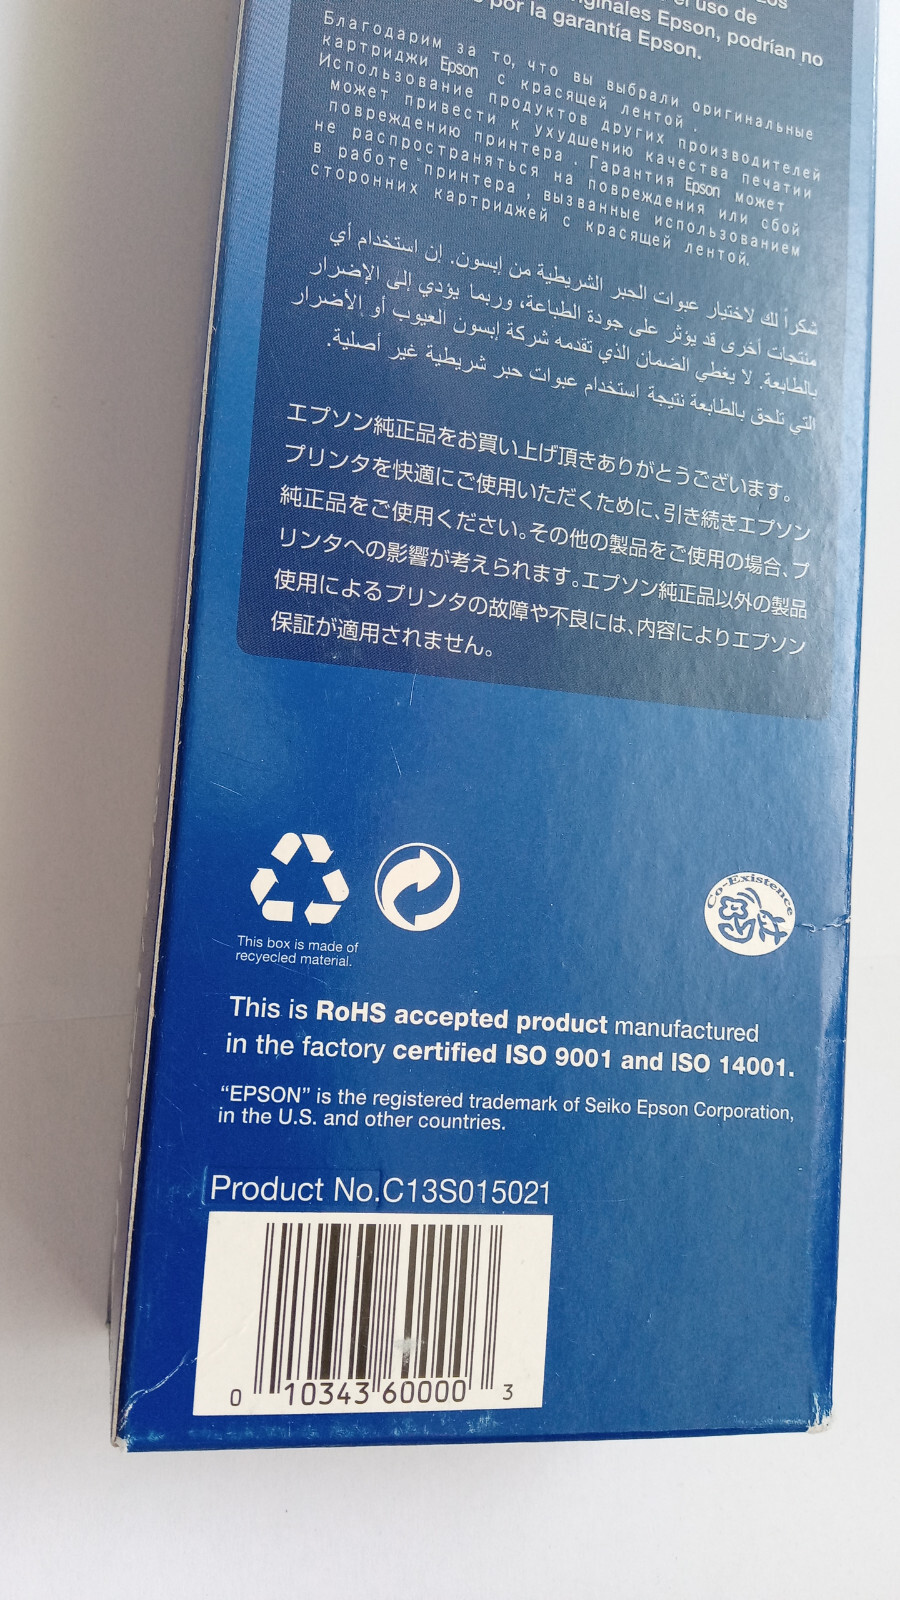 el uso de
originales Epson, podrían no
por la garantía Epson.
Благодарим за то, что вы выбрали оригинальные
картриджи Epson с красящей лентой.
Использование продуктов других производителей
может привести к ухудшению качества печати и
повреждению принтера. Гарантия Epson может
не распространяться на повреждения или сбой
в работе принтера, вызванные использованием
сторонних картриджей с красящей лентой.
شكراً لك لاختيار عبوات الحبر الشريطية من إبسون. إن استخدام أي
منتجات أخرى قد يؤثر على جودة الطباعة، وربما يؤدي إلى الإضرار
بالطابعة. لا يغطي الضمان الذي تقدمه شركة إبسون العيوب أو الأضرار
التي تلحق بالطابعة نتيجة استخدام عبوات حبر شريطية غير أصلية.
エプソン純正品をお買い上げ頂きありがとうございます。
プリンタを快適にご使用いただくために、引き続きエプソン
純正品をご使用ください。その他の製品をご使用の場合、プ
リンタへの影響が考えられます。エプソン純正品以外の製品
使用によるプリンタの故障や不良には、内容によりエプソン
保証が適用されません。
Co-Existence
This box is made of
recyecled material.
This is RoHS accepted product manufactured
in the factory certified ISO 9001 and ISO 14001.
“EPSON” is the registered trademark of Seiko Epson Corporation,
in the U.S. and other countries.
Product No.C13S015021
0 10343 60000 3